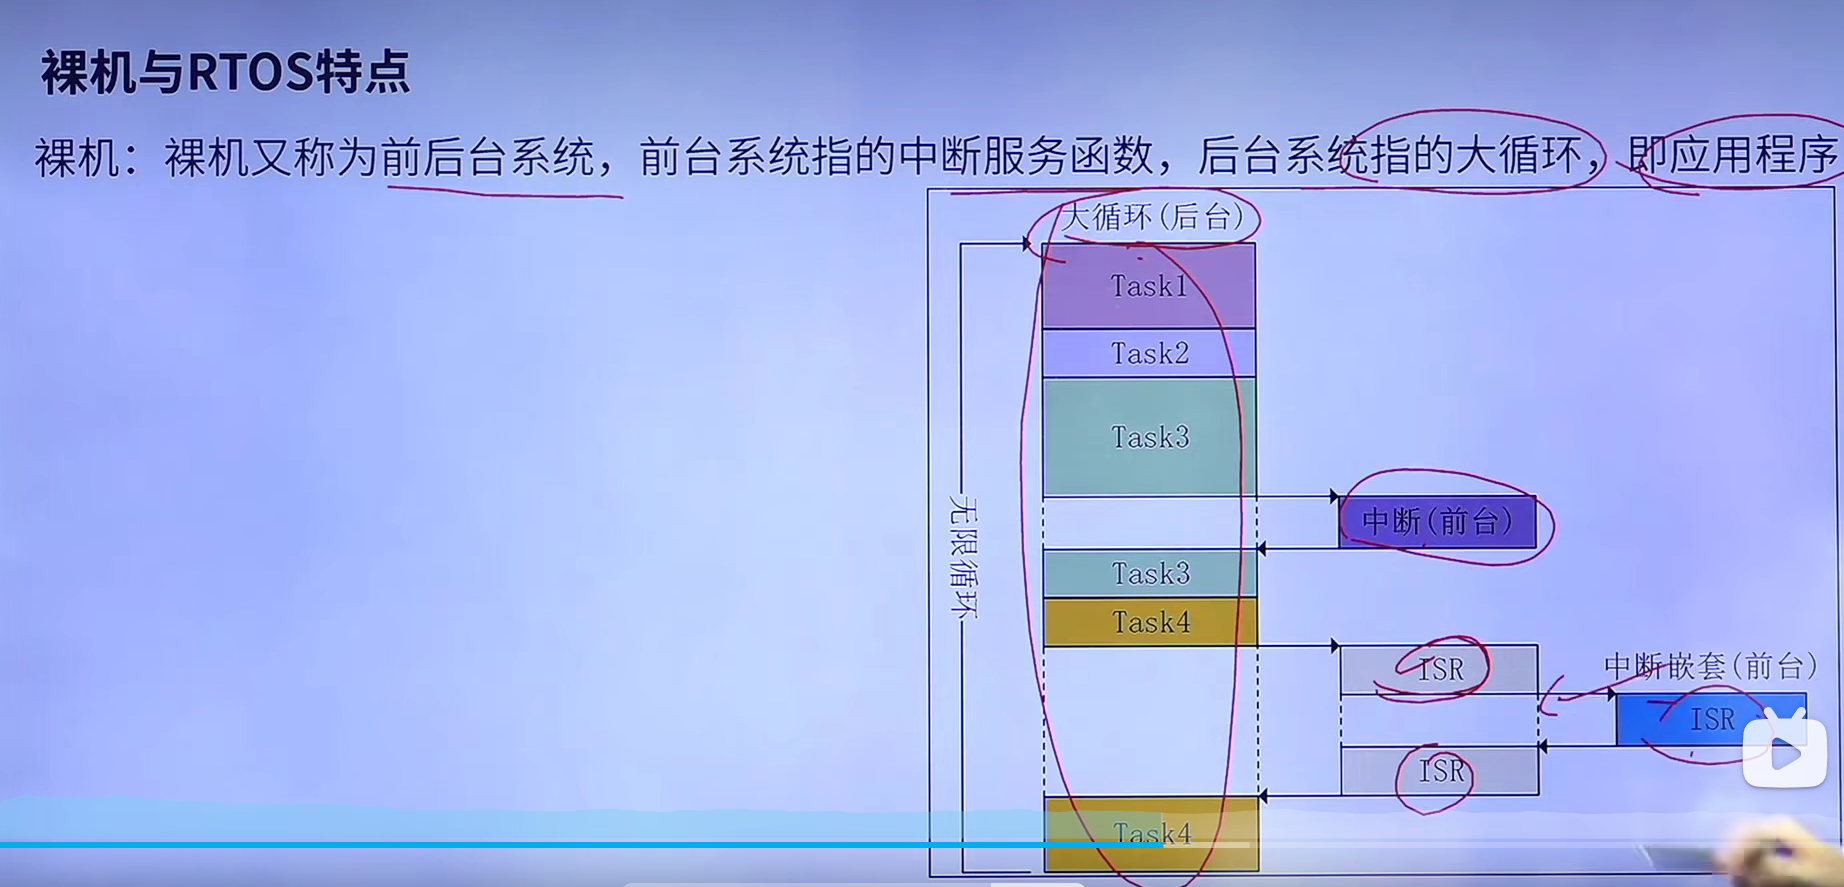 裸机与RTOS特点
裸机：裸机又称为前后台系统，前台系统指的中断服务函数，后台系统指的大循环，即应用程序
大循环(后台)
Task1
Task2
Task3
无限循环
中断(前台)
Task3
Task4
ISR
中断嵌套(前台)
ISR
ISR
Task4